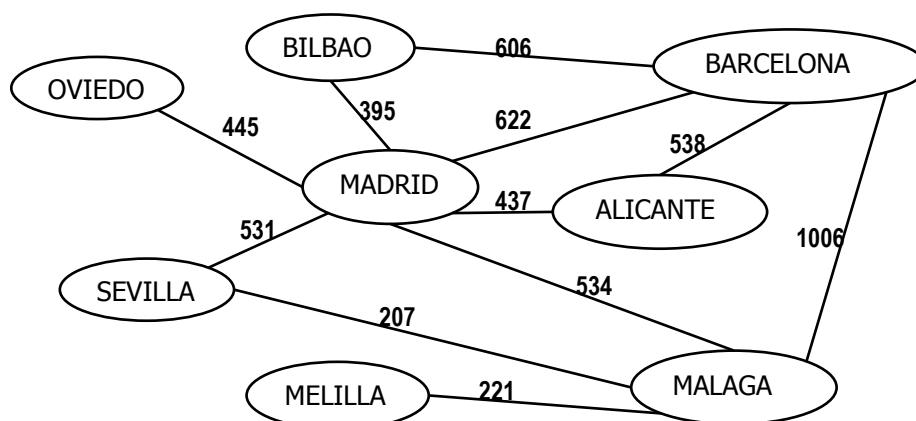 BILBAO
606
BARCELONA
OVIEDO
395
445
622
538
MADRID
437
ALICANTE
531
1006
SEVILLA
534
207
MELILLA
221
MALAGA